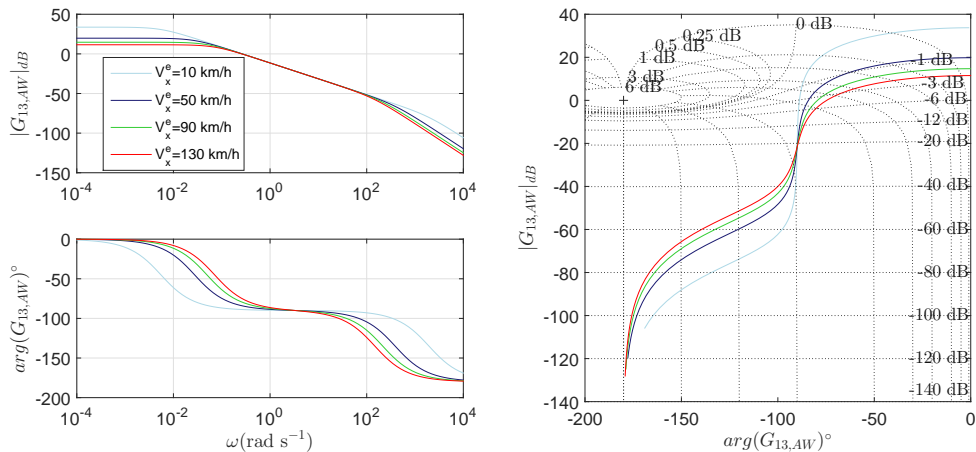 50
0
-50
-100
-150
|G13,AW|dB
V_x^e=10 km/h
V_x^e=50 km/h
V_x^e=90 km/h
V_x^e=130 km/h
10^-4
10^-2
10^0
10^2
10^4
0
-50
-100
-150
-200
arg(G13,AW)°
10^-4
10^-2
10^0
10^2
10^4
ω(rad s^-1)
40
20
0
-20
-40
-60
-80
-100
-120
-140
|G13,AW|dB
0 dB
0.25 dB
0.5 dB
1 dB
3 dB
6 dB
1 dB
-3 dB
-6 dB
-12 dB
-20 dB
-40 dB
-60 dB
-80 dB
-100 dB
-120 dB
-140 dB
-200
-150
-100
-50
0
arg(G13,AW)°